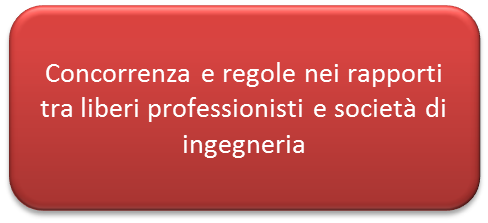 Concorrenza e regole nei rapporti
tra liberi professionisti e società di
ingegneria